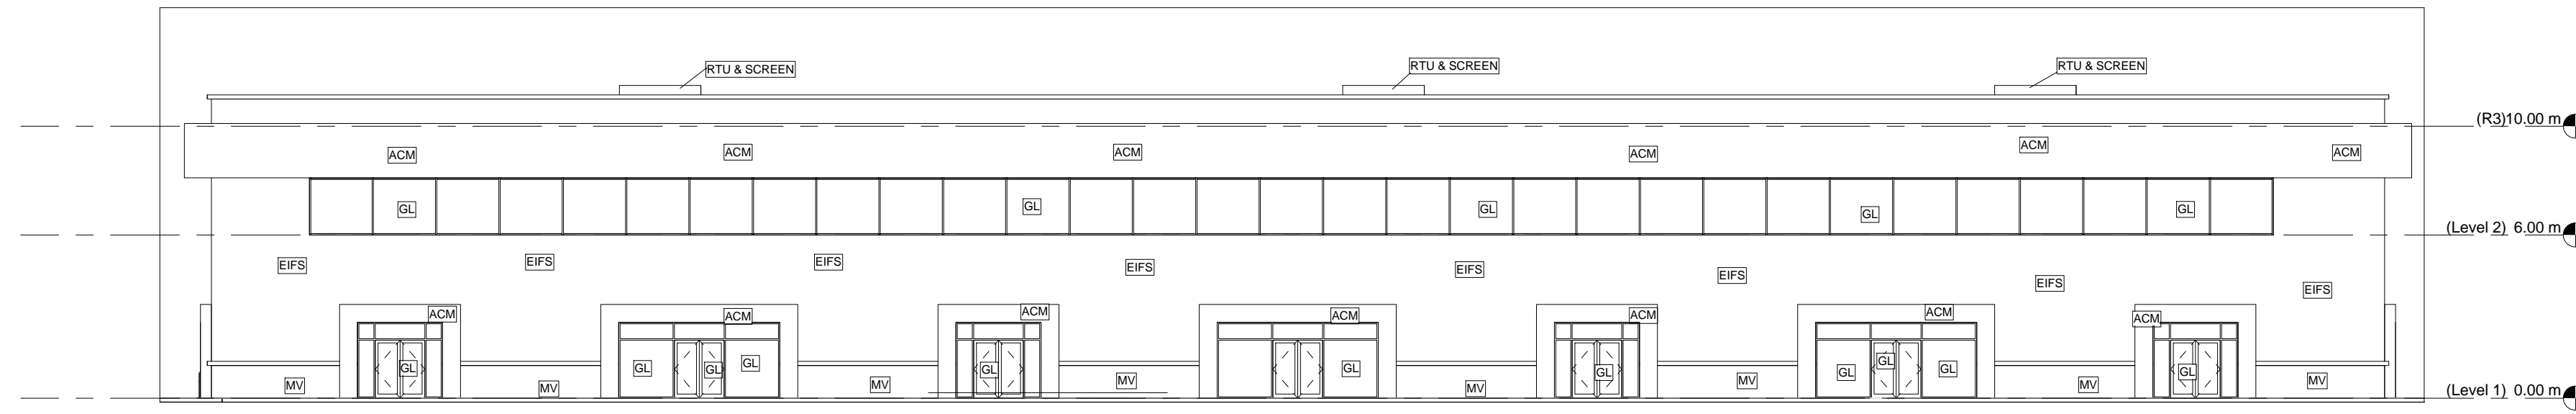 RTU & SCREEN
RTU & SCREEN
RTU & SCREEN
(R3)10.00 m
ACM
ACM
ACM
ACM
ACM
ACM
GL
GL
GL
GL
GL
(Level 2) 6.00 m
EIFS
EIFS
EIFS
EIFS
EIFS
EIFS
EIFS
EIFS
ACM
ACM
ACM
ACM
ACM
ACM
ACM
GL
GL
GL
GL
GL
GL
GL
GL
GL
GL
GL
MV
MV
MV
MV
MV
MV
MV
MV
(Level 1) 0.00 m